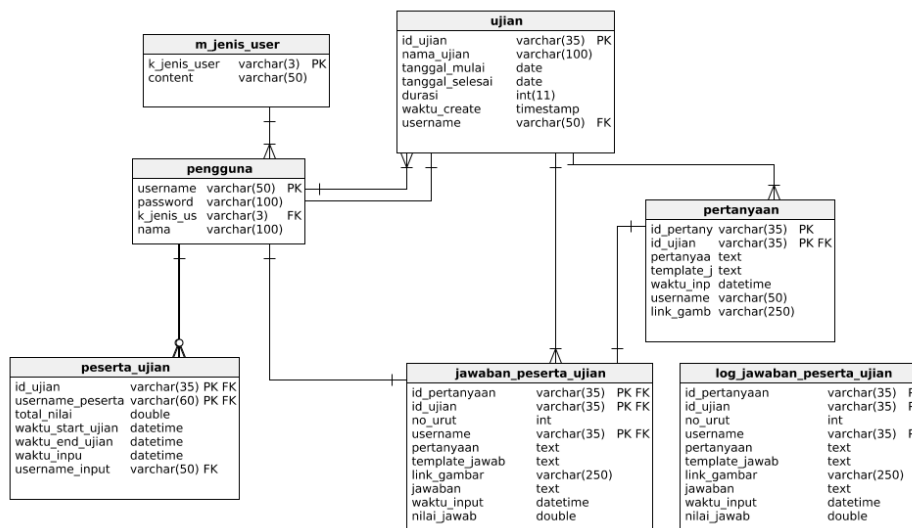 ujian
id_ujian varchar(35) PK
nama_ujian varchar(100)
tanggal_mulai date
tanggal_selesai date
durasi int(11)
waktu_create timestamp
username varchar(50) FK
m_jenis_user
k_jenis_user varchar(3) PK
content varchar(50)
pengguna
username varchar(50) PK
password varchar(100)
k_jenis_us varchar(3) FK
nama varchar(100)
pertanyaan
id_pertany varchar(35) PK
id_ujian varchar(35) PK FK
pertanyaa text
template_j text
waktu_inp datetime
username varchar(50)
link_gamb varchar(250)
peserta_ujian
id_ujian varchar(35) PK FK
username_peserta varchar(60) PK FK
total_nilai double
waktu_start_ujian datetime
waktu_end_ujian datetime
waktu_inpu datetime
username_input varchar(50) FK
jawaban_peserta_ujian
id_pertanyaan varchar(35) PK FK
id_ujian varchar(35) PK FK
no_urut int
username varchar(35) PK FK
pertanyaan text
template_jawab text
link_gambar varchar(250)
jawaban text
waktu_input datetime
nilai_jawab double
log_jawaban_peserta_ujian
id_pertanyaan varchar(35)
id_ujian varchar(35)
no_urut int
username varchar(35)
pertanyaan text
template_jawab text
link_gambar varchar(250)
jawaban text
waktu_input datetime
nilai_jawab double